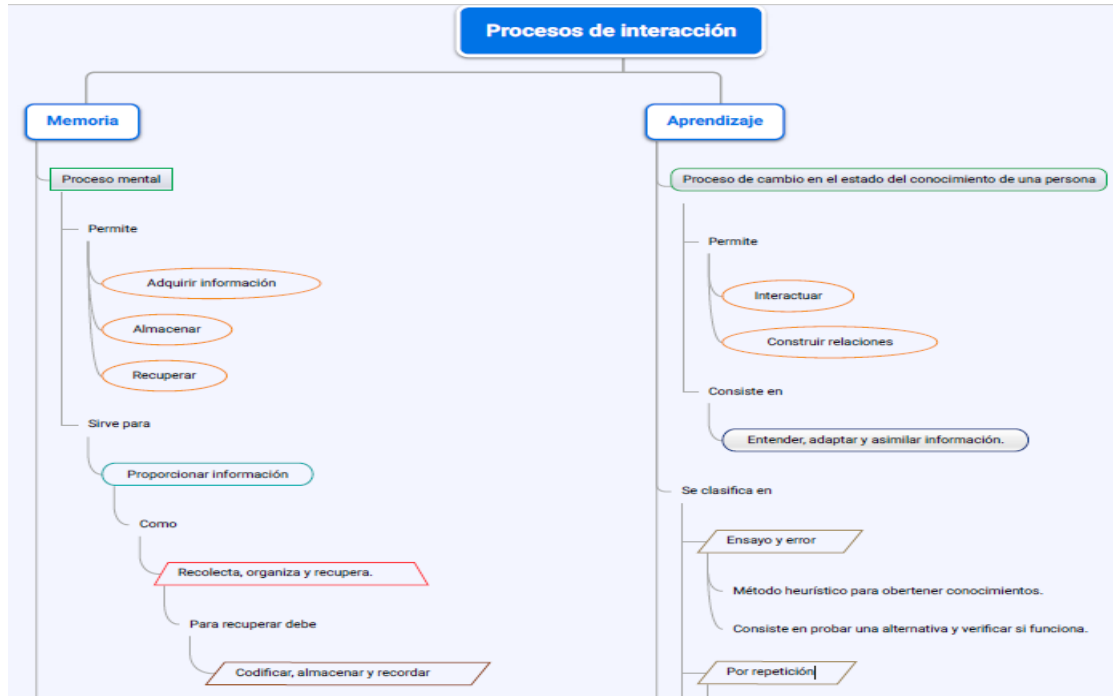 Procesos de interacción
Memoria
Proceso mental
Permite
Adquirir información
Almacenar
Recuperar
Sirve para
Proporcionar información
Como
Recolecta, organiza y recupera.
Para recuperar debe
Codificar, almacenar y recordar
Aprendizaje
Proceso de cambio en el estado del conocimiento de una persona
Permite
Interactuar
Construir relaciones
Consiste en
Entender, adaptar y asimilar información.
Se clasifica en
Ensayo y error
Método heurístico para obertener conocimientos.
Consiste en probar una alternativa y verificar si funciona.
Por repetición